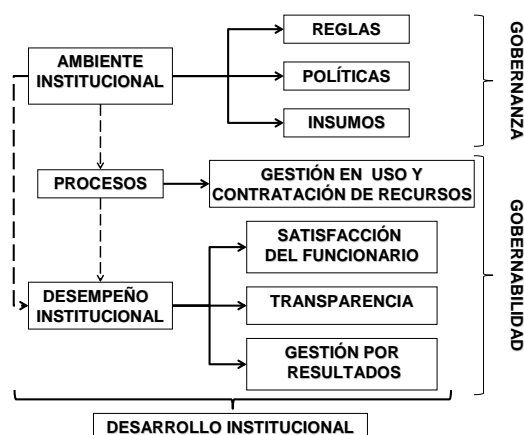 AMBIENTE
INSTITUCIONAL
REGLAS
POLÍTICAS
INSUMOS
GOBERNANZA
PROCESOS
GESTIÓN EN USO Y
CONTRATACIÓN DE RECURSOS
DESEMPEÑO
INSTITUCIONAL
SATISFACCIÓN
DEL FUNCIONARIO
TRANSPARENCIA
GESTIÓN POR
RESULTADOS
GOBERNABILIDAD
DESARROLLO INSTITUCIONAL